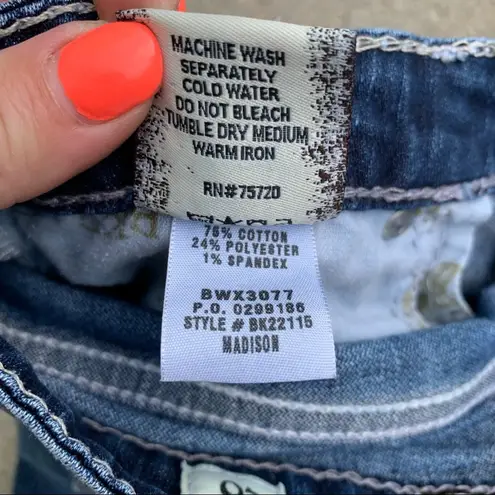 MACHINE WASH
SEPARATELY
COLD WATER
DO NOT BLEACH
TUMBLE DRY MEDIUM
WARM IRON
RN#75720
76% COTTON
24% POLYESTER
1% SPANDEX
BWX3077
P.O. 0299186
STYLE # BK22115
MADISON